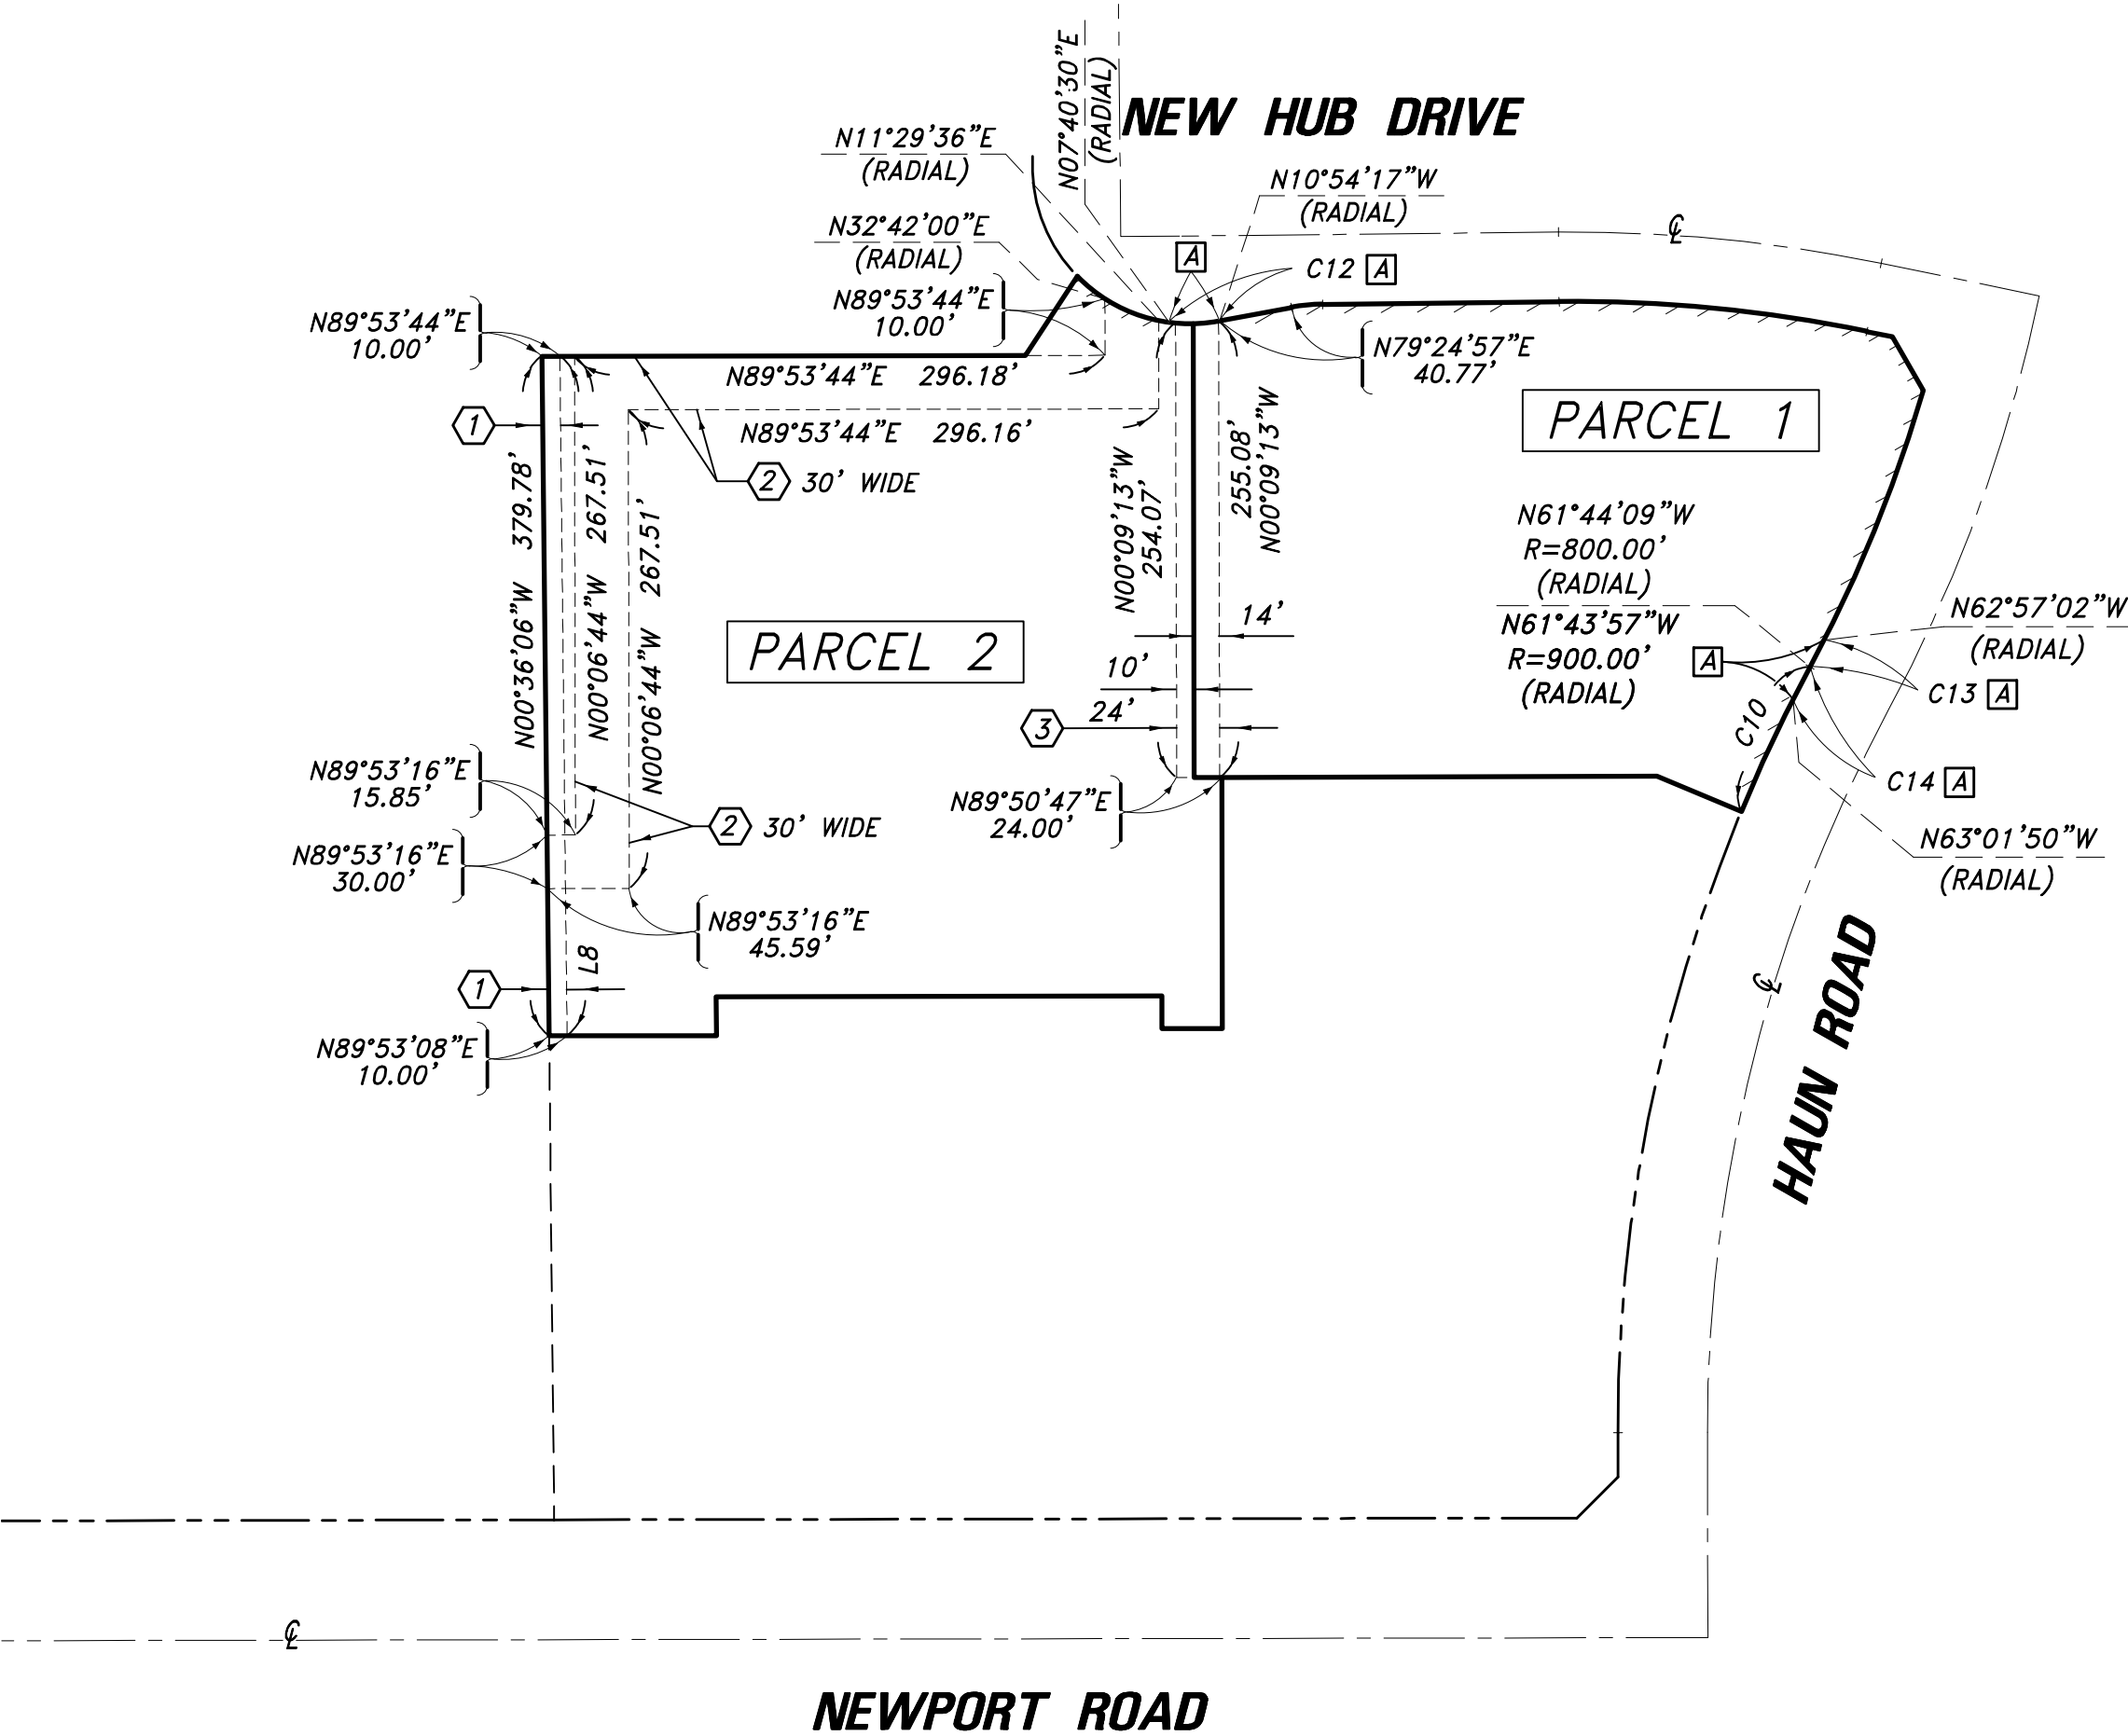 N07°40'30"E
(RADIAL)
NEW HUB DRIVE
N11°29'36"E
(RADIAL)
N10°54'17"W
(RADIAL)
N32°42'00"E
(RADIAL)
℄
A
C12 A
N89°53'44"E
10.00'
N89°53'44"E
10.00'
N79°24'57"E
40.77'
N89°53'44"E 296.18'
PARCEL 1
1
N89°53'44"E 296.16'
2 30' WIDE
N00°36'06"W 379.78'
N00°06'44"W 267.51'
N00°06'44"W 267.51'
N00°09'13"W
254.07'
255.08'
N00°09'13"W
N61°44'09"W
R=800.00'
(RADIAL)
N61°43'57"W
R=900.00'
(RADIAL)
N62°57'02"W
(RADIAL)
14'
PARCEL 2
A
10'
C13 A
24'
3
C10
N89°53'16"E
15.85'
C14 A
N89°50'47"E
24.00'
2 30' WIDE
N63°01'50"W
(RADIAL)
N89°53'16"E
30.00'
N89°53'16"E
45.59'
L8
1
℄
HAUN ROAD
N89°53'08"E
10.00'
℄
NEWPORT ROAD